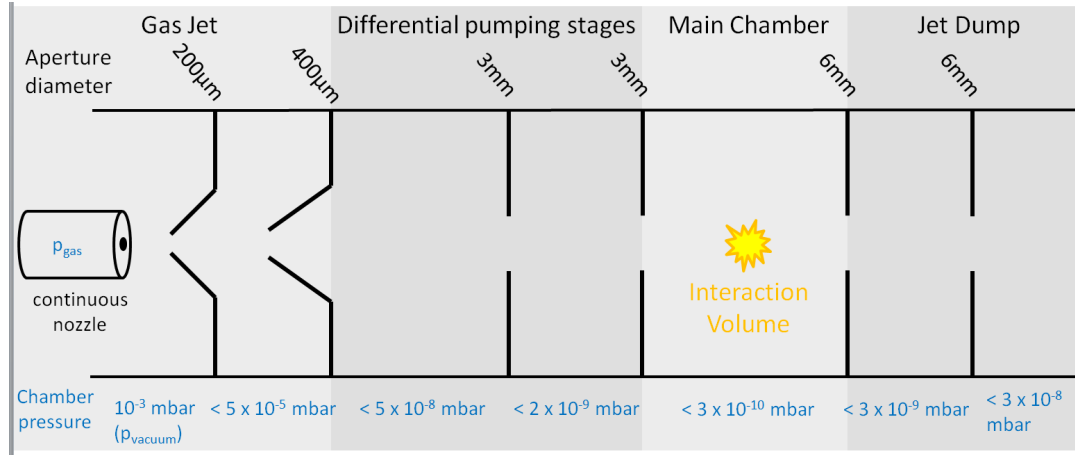 Gas Jet
Differential pumping stages
Main Chamber
Jet Dump
Aperture
diameter
200µm
400µm
3mm
3mm
6mm
6mm
p_gas
continuous
nozzle
Interaction
Volume
Chamber
pressure
10⁻³ mbar
(p_vacuum)
< 5 x 10⁻⁵ mbar
< 5 x 10⁻⁸ mbar
< 2 x 10⁻⁹ mbar
< 3 x 10⁻¹⁰ mbar
< 3 x 10⁻⁹ mbar
< 3 x 10⁻⁸
mbar